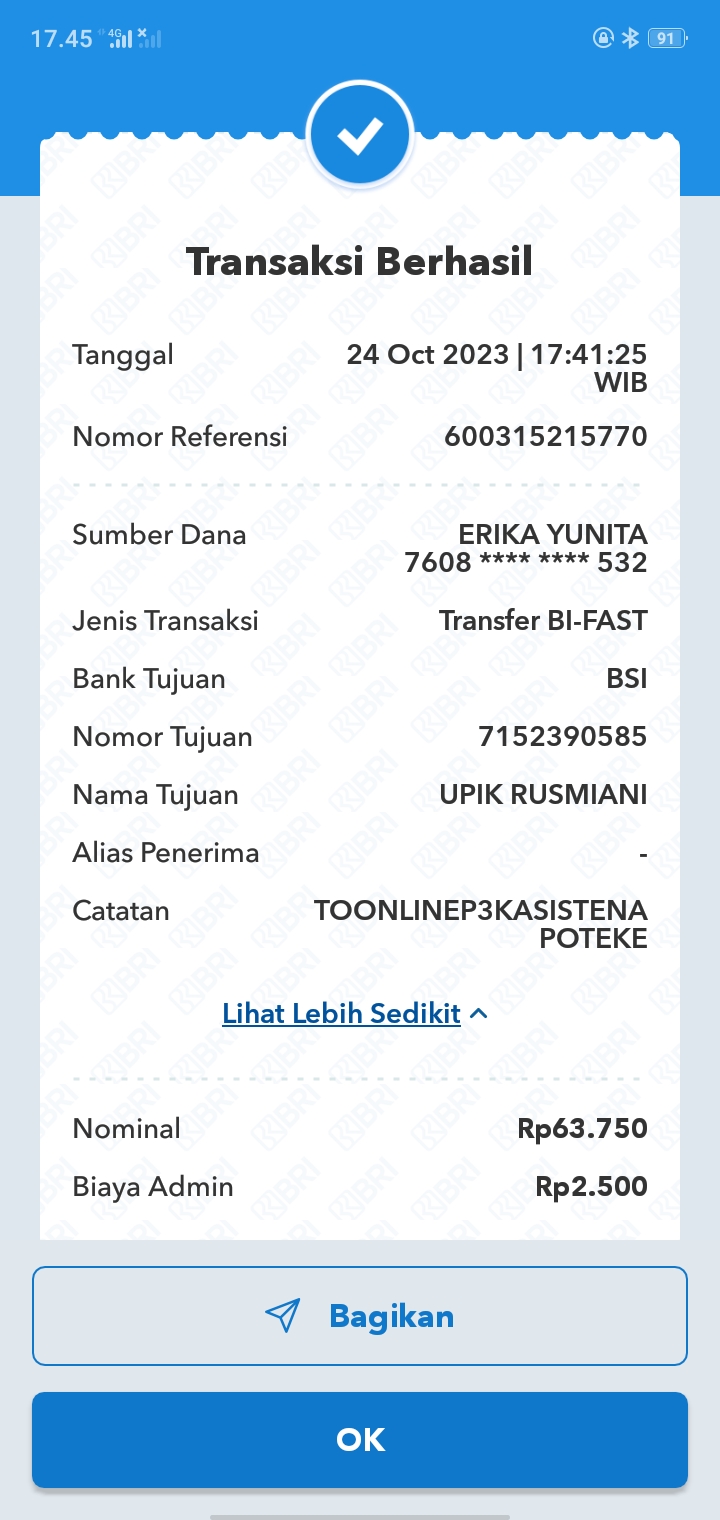 17.45 4G 91
Transaksi Berhasil
Tanggal 24 Oct 2023 | 17:41:25
WIB
Nomor Referensi 600315215770
Sumber Dana ERIKA YUNITA
7608 **** **** 532
Jenis Transaksi Transfer BI-FAST
Bank Tujuan BSI
Nomor Tujuan 7152390585
Nama Tujuan UPIK RUSMIANI
Alias Penerima -
Catatan TOONLINEP3KASISTENA
POTEKE
Lihat Lebih Sedikit
Nominal Rp63.750
Biaya Admin Rp2.500
Bagikan
OK